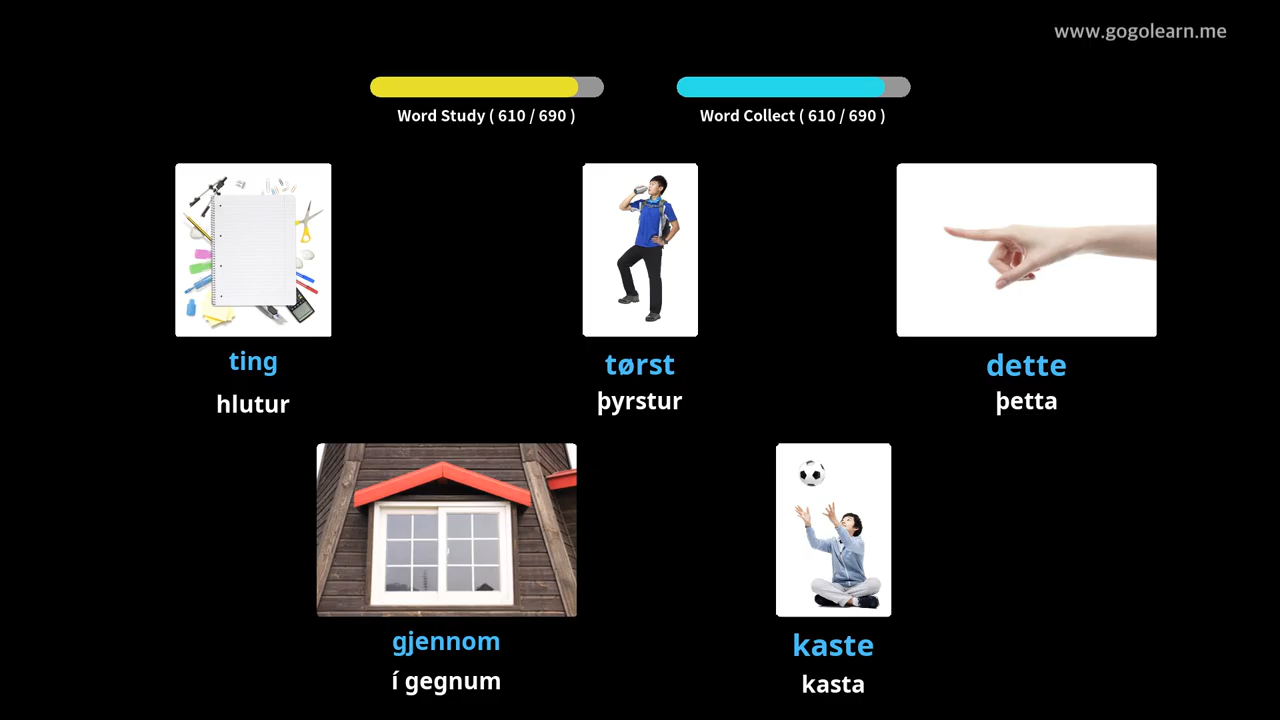 www.gogolearn.me
Word Study ( 610 / 690 )
Word Collect ( 610 / 690 )
ting
hlutur
tørst
þyrstur
dette
þetta
gjennom
í gegnum
kaste
kasta